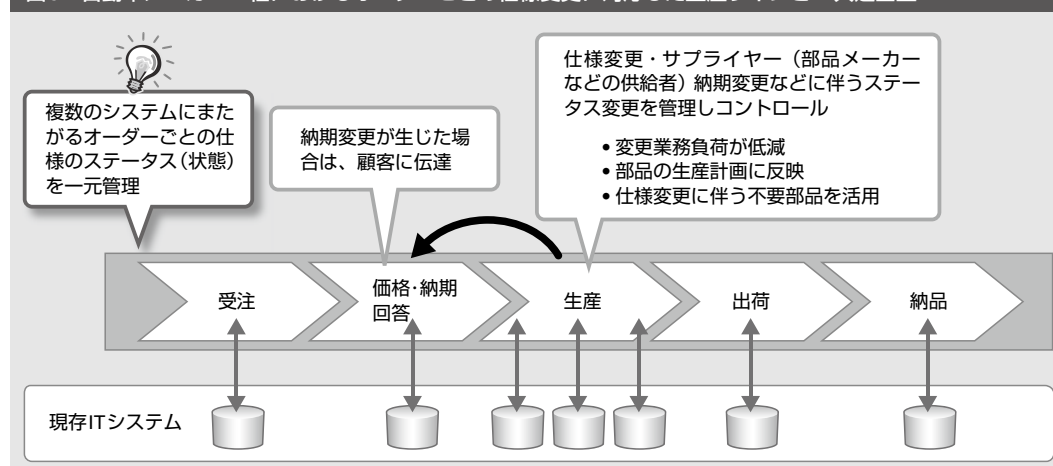 複数のシステムにまた
がるオーダーごとの仕
様のステータス(状態)
を一元管理
納期変更が生じた場
合は、顧客に伝達
仕様変更・サプライヤー(部品メーカー
などの供給者)納期変更などに伴うステー
タス変更を管理しコントロール
•変更業務負荷が低減
•部品の生産計画に反映
•仕様変更に伴う不要部品を活用
受注
価格・納期
回答
生産
出荷
納品
現存ITシステム